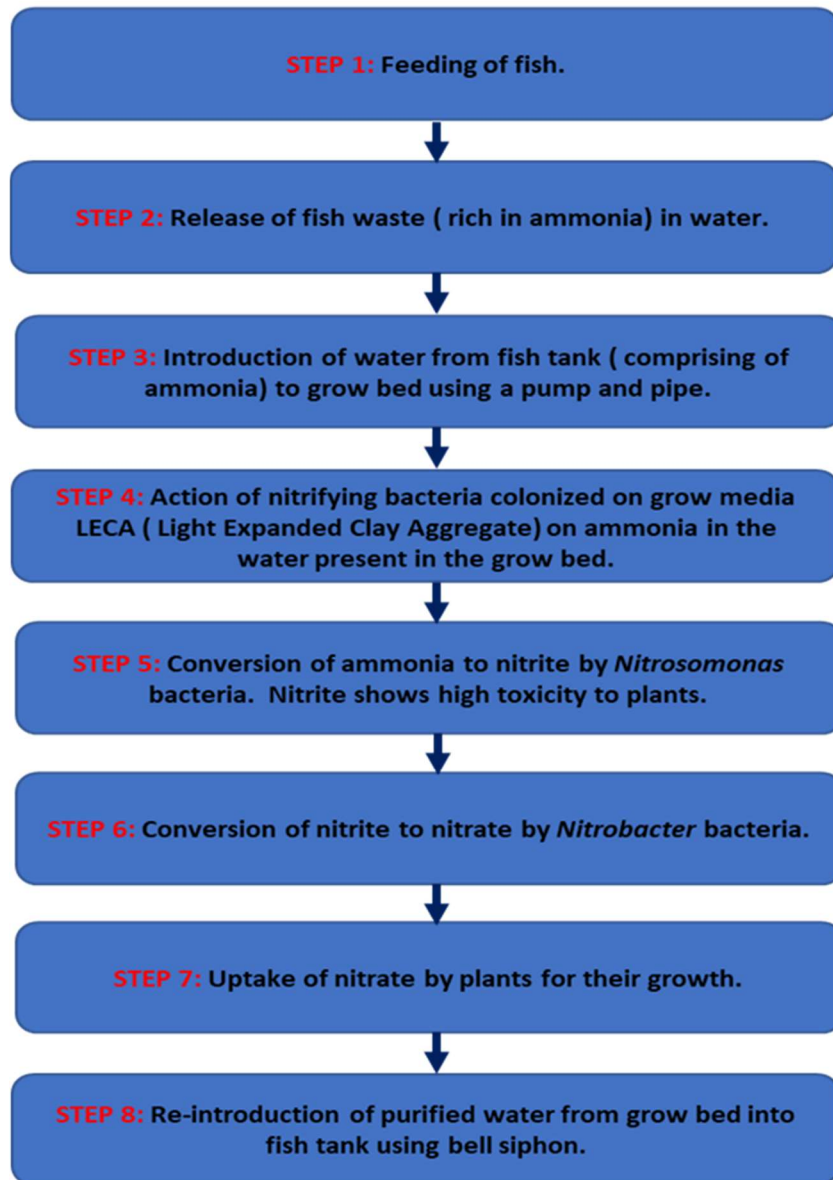 STEP 1: Feeding of fish.
STEP 2: Release of fish waste ( rich in ammonia) in water.
STEP 3: Introduction of water from fish tank ( comprising of
ammonia) to grow bed using a pump and pipe.
STEP 4: Action of nitrifying bacteria colonized on grow media
LECA ( Light Expanded Clay Aggregate) on ammonia in the
water present in the grow bed.
STEP 5: Conversion of ammonia to nitrite by Nitrosomonas
bacteria.  Nitrite shows high toxicity to plants.
STEP 6: Conversion of nitrite to nitrate by Nitrobacter bacteria.
STEP 7: Uptake of nitrate by plants for their growth.
STEP 8: Re-introduction of purified water from grow bed into
fish tank using bell siphon.